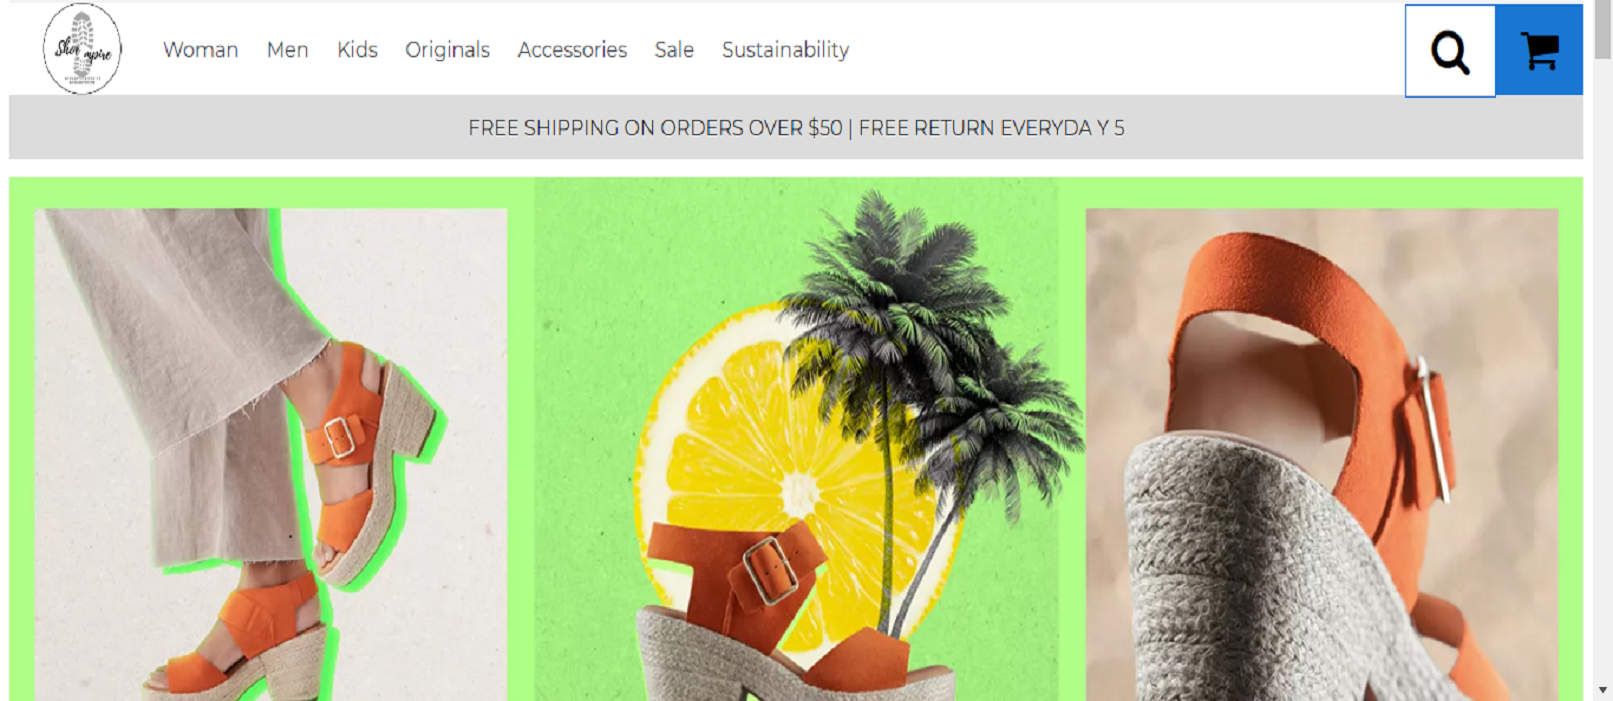 Shoe mpire
Woman Men Kids Originals Accessories Sale Sustainability
FREE SHIPPING ON ORDERS OVER $50 | FREE RETURN EVERYDA Y 5